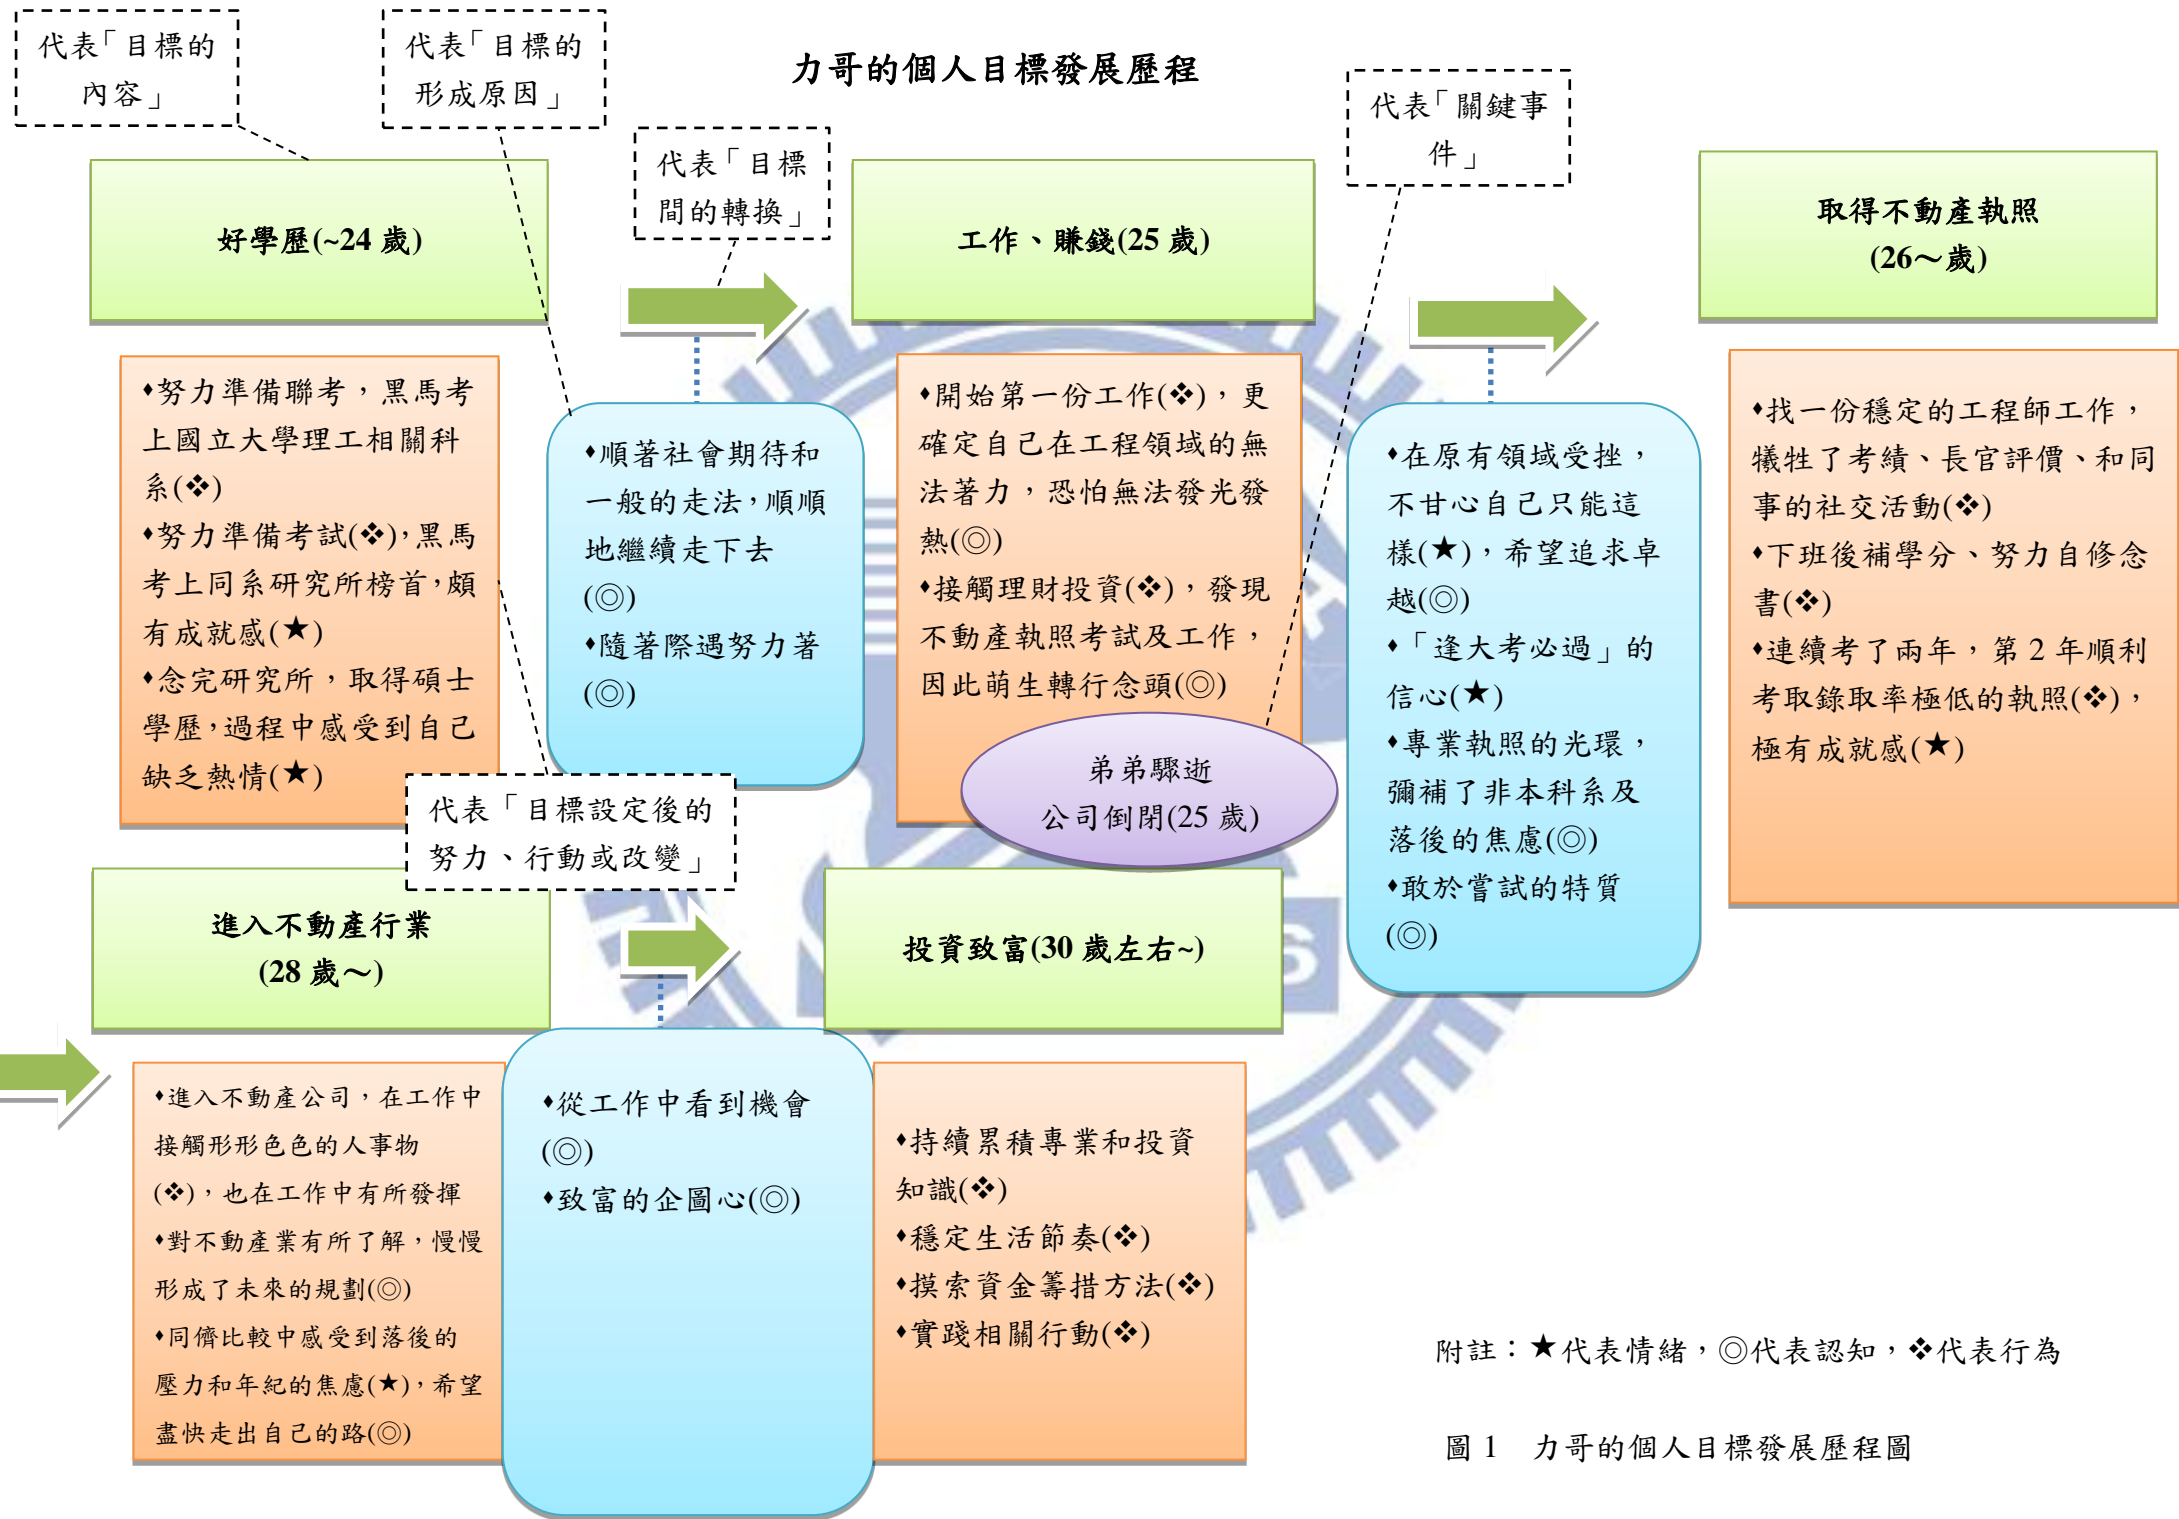 代表「目標的
內容」
代表「目標的
形成原因」
力哥的個人目標發展歷程
代表「目標
間的轉換」
代表「關鍵事
件」
好學歷(~24 歲)
工作、賺錢(25 歲)
取得不動產執照
(26～歲)
♦努力準備聯考，黑馬考
上國立大學理工相關科
系(❖)
♦努力準備考試(❖)，黑馬
考上同系研究所榜首，頗
有成就感(★)
♦念完研究所，取得碩士
學歷，過程中感受到自己
缺乏熱情(★)
♦順著社會期待和
一般的走法，順順
地繼續走下去
(◎)
♦隨著際遇努力著
(◎)
♦開始第一份工作(❖)，更
確定自己在工程領域的無
法著力，恐怕無法發光發
熱(◎)
♦接觸理財投資(❖)，發現
不動產執照考試及工作，
因此萌生轉行念頭(◎)
弟弟驟逝
公司倒閉(25 歲)
♦在原有領域受挫，
不甘心自己只能這
樣(★)，希望追求卓
越(◎)
♦「逢大考必過」的
信心(★)
♦專業執照的光環，
彌補了非本科系及
落後的焦慮(◎)
♦敢於嘗試的特質
(◎)
♦找一份穩定的工程師工作，
犧牲了考績、長官評價、和同
事的社交活動(❖)
♦下班後補學分、努力自修念
書(❖)
♦連續考了兩年，第 2 年順利
考取錄取率極低的執照(❖)，
極有成就感(★)
代表「目標設定後的
努力、行動或改變」
進入不動產行業
(28 歲～)
投資致富(30 歲左右~)
♦進入不動產公司，在工作中
接觸形形色色的人事物
(❖)，也在工作中有所發揮
♦對不動產業有所了解，慢慢
形成了未來的規劃(◎)
♦同儕比較中感受到落後的
壓力和年紀的焦慮(★)，希望
盡快走出自己的路(◎)
♦從工作中看到機會
(◎)
♦致富的企圖心(◎)
♦持續累積專業和投資
知識(❖)
♦穩定生活節奏(❖)
♦摸索資金籌措方法(❖)
♦實踐相關行動(❖)
附註：★代表情緒，◎代表認知，❖代表行為
圖 1　力哥的個人目標發展歷程圖